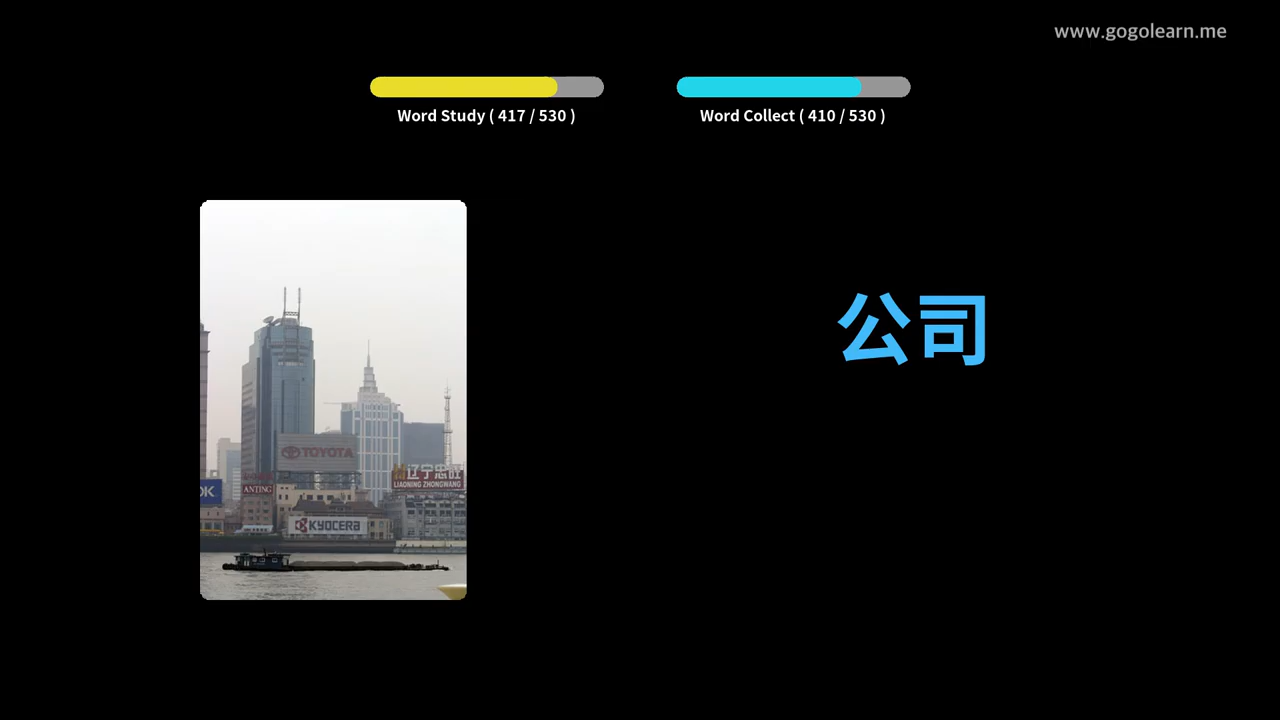 www.gogolearn.me
Word Study ( 417 / 530 )
Word Collect ( 410 / 530 )
公司
TOYOTA
辽宁忠旺
LIAONING ZHONGWANG
ANTING
OK
KYOCERA